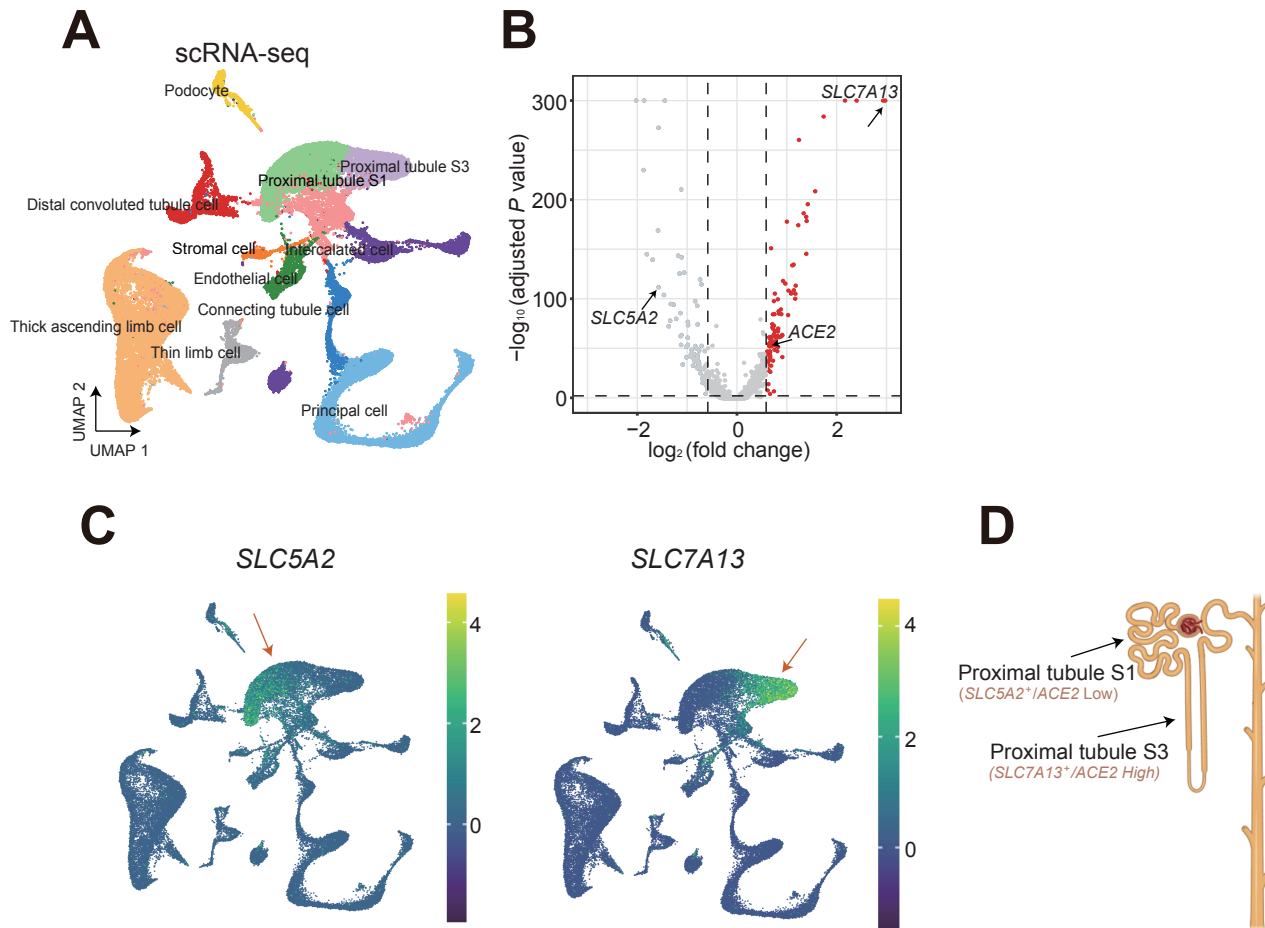 A
scRNA-seq
Podocyte
Proximal tubule S3
Proximal tubule S1
Distal convoluted tubule cell
Stromal cell
Intercalated cell
Endothelial cell
Connecting tubule cell
Thick ascending limb cell
Thin limb cell
Principal cell
UMAP 2
UMAP 1
B
300
200
100
0
−log₁₀ (adjusted P value)
SLC7A13
SLC5A2
ACE2
−2
0
2
log₂ (fold change)
C
SLC5A2
4
2
0
SLC7A13
4
2
0
D
Proximal tubule S1
(SLC5A2⁺/ACE2 Low)
Proximal tubule S3
(SLC7A13⁺/ACE2 High)